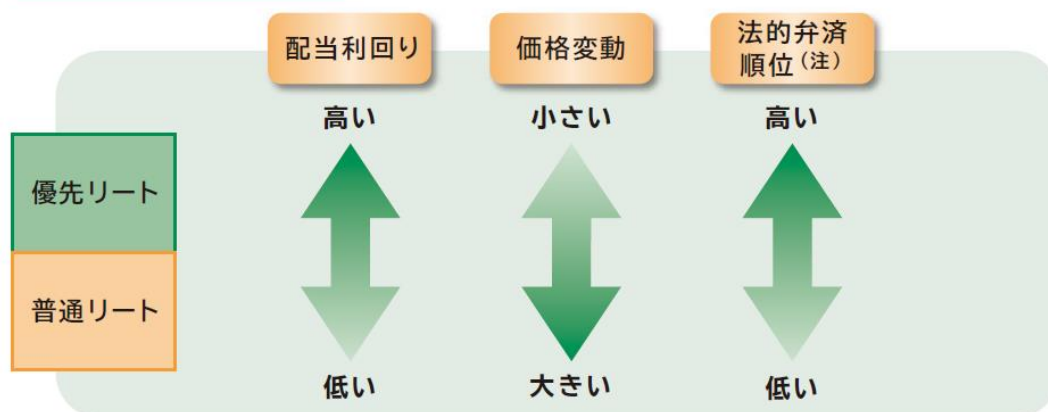 配当利回り
価格変動
法的弁済
順位（注）
高い
小さい
高い
優先リート
普通リート
低い
大きい
低い